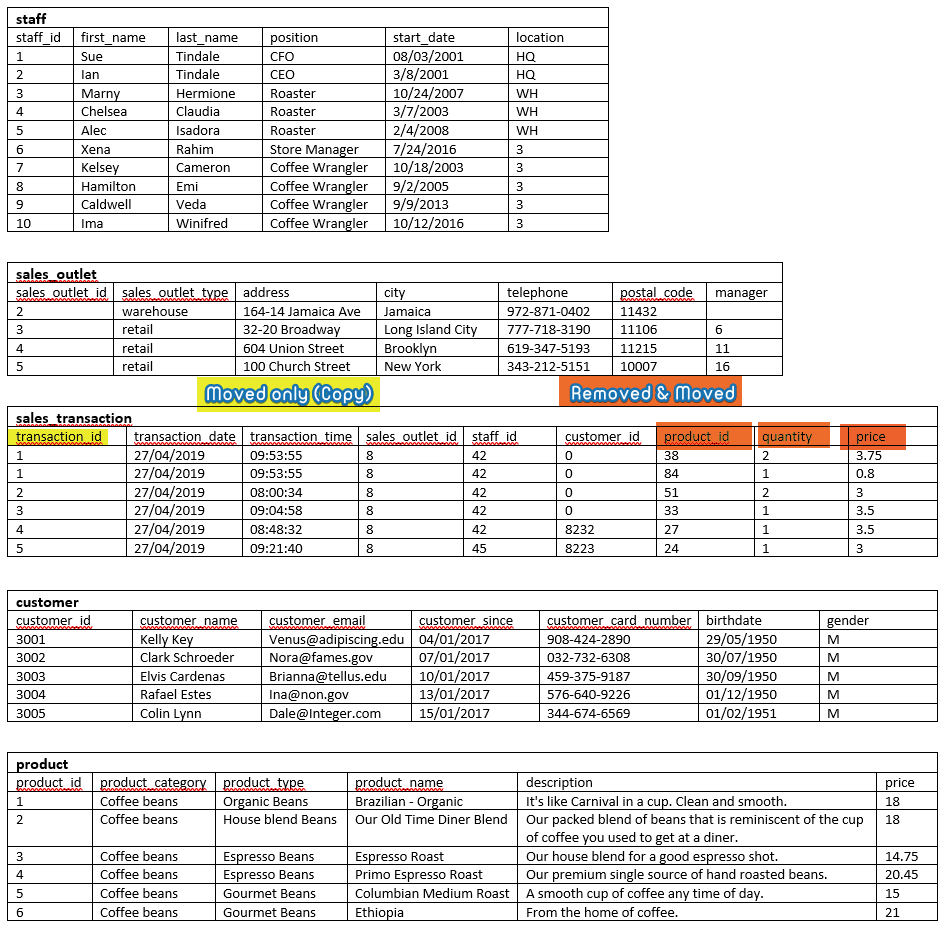 staff
staff_id first_name last_name position start_date location
1 Sue Tindale CFO 08/03/2001 HQ
2 Ian Tindale CEO 3/8/2001 HQ
3 Marny Hermione Roaster 10/24/2007 WH
4 Chelsea Claudia Roaster 3/7/2003 WH
5 Alec Isadora Roaster 2/4/2008 WH
6 Xena Rahim Store Manager 7/24/2016 3
7 Kelsey Cameron Coffee Wrangler 10/18/2003 3
8 Hamilton Emi Coffee Wrangler 9/2/2005 3
9 Caldwell Veda Coffee Wrangler 9/9/2013 3
10 Ima Winifred Coffee Wrangler 10/12/2016 3
sales_outlet
sales_outlet_id sales_outlet_type address city telephone postal_code manager
2 warehouse 164-14 Jamaica Ave Jamaica 972-871-0402 11432
3 retail 32-20 Broadway Long Island City 777-718-3190 11106 6
4 retail 604 Union Street Brooklyn 619-347-5193 11215 11
5 retail 100 Church Street New York 343-212-5151 10007 16
Moved only (Copy) Removed & Moved
sales_transaction
transaction_id transaction_date transaction_time sales_outlet_id staff_id customer_id product_id quantity price
1 27/04/2019 09:53:55 8 42 0 38 2 3.75
1 27/04/2019 09:53:55 8 42 0 84 1 0.8
2 27/04/2019 08:00:34 8 42 0 51 2 3
3 27/04/2019 09:04:58 8 42 0 33 1 3.5
4 27/04/2019 08:48:32 8 42 8232 27 1 3.5
5 27/04/2019 09:21:40 8 45 8223 24 1 3
customer
customer_id customer_name customer_email customer_since customer_card_number birthdate gender
3001 Kelly Key Venus@adipiscing.edu 04/01/2017 908-424-2890 29/05/1950 M
3002 Clark Schroeder Nora@fames.gov 07/01/2017 032-732-6308 30/07/1950 M
3003 Elvis Cardenas Brianna@tellus.edu 10/01/2017 459-375-9187 30/09/1950 M
3004 Rafael Estes Ina@non.gov 13/01/2017 576-640-9226 01/12/1950 M
3005 Colin Lynn Dale@Integer.com 15/01/2017 344-674-6569 01/02/1951 M
product
product_id product_category product_type product_name description price
1 Coffee beans Organic Beans Brazilian - Organic It's like Carnival in a cup. Clean and smooth. 18
2 Coffee beans House blend Beans Our Old Time Diner Blend Our packed blend of beans that is reminiscent of the cup 18
of coffee you used to get at a diner.
3 Coffee beans Espresso Beans Espresso Roast Our house blend for a good espresso shot. 14.75
4 Coffee beans Espresso Beans Primo Espresso Roast Our premium single source of hand roasted beans. 20.45
5 Coffee beans Gourmet Beans Columbian Medium Roast A smooth cup of coffee any time of day. 15
6 Coffee beans Gourmet Beans Ethiopia From the home of coffee. 21